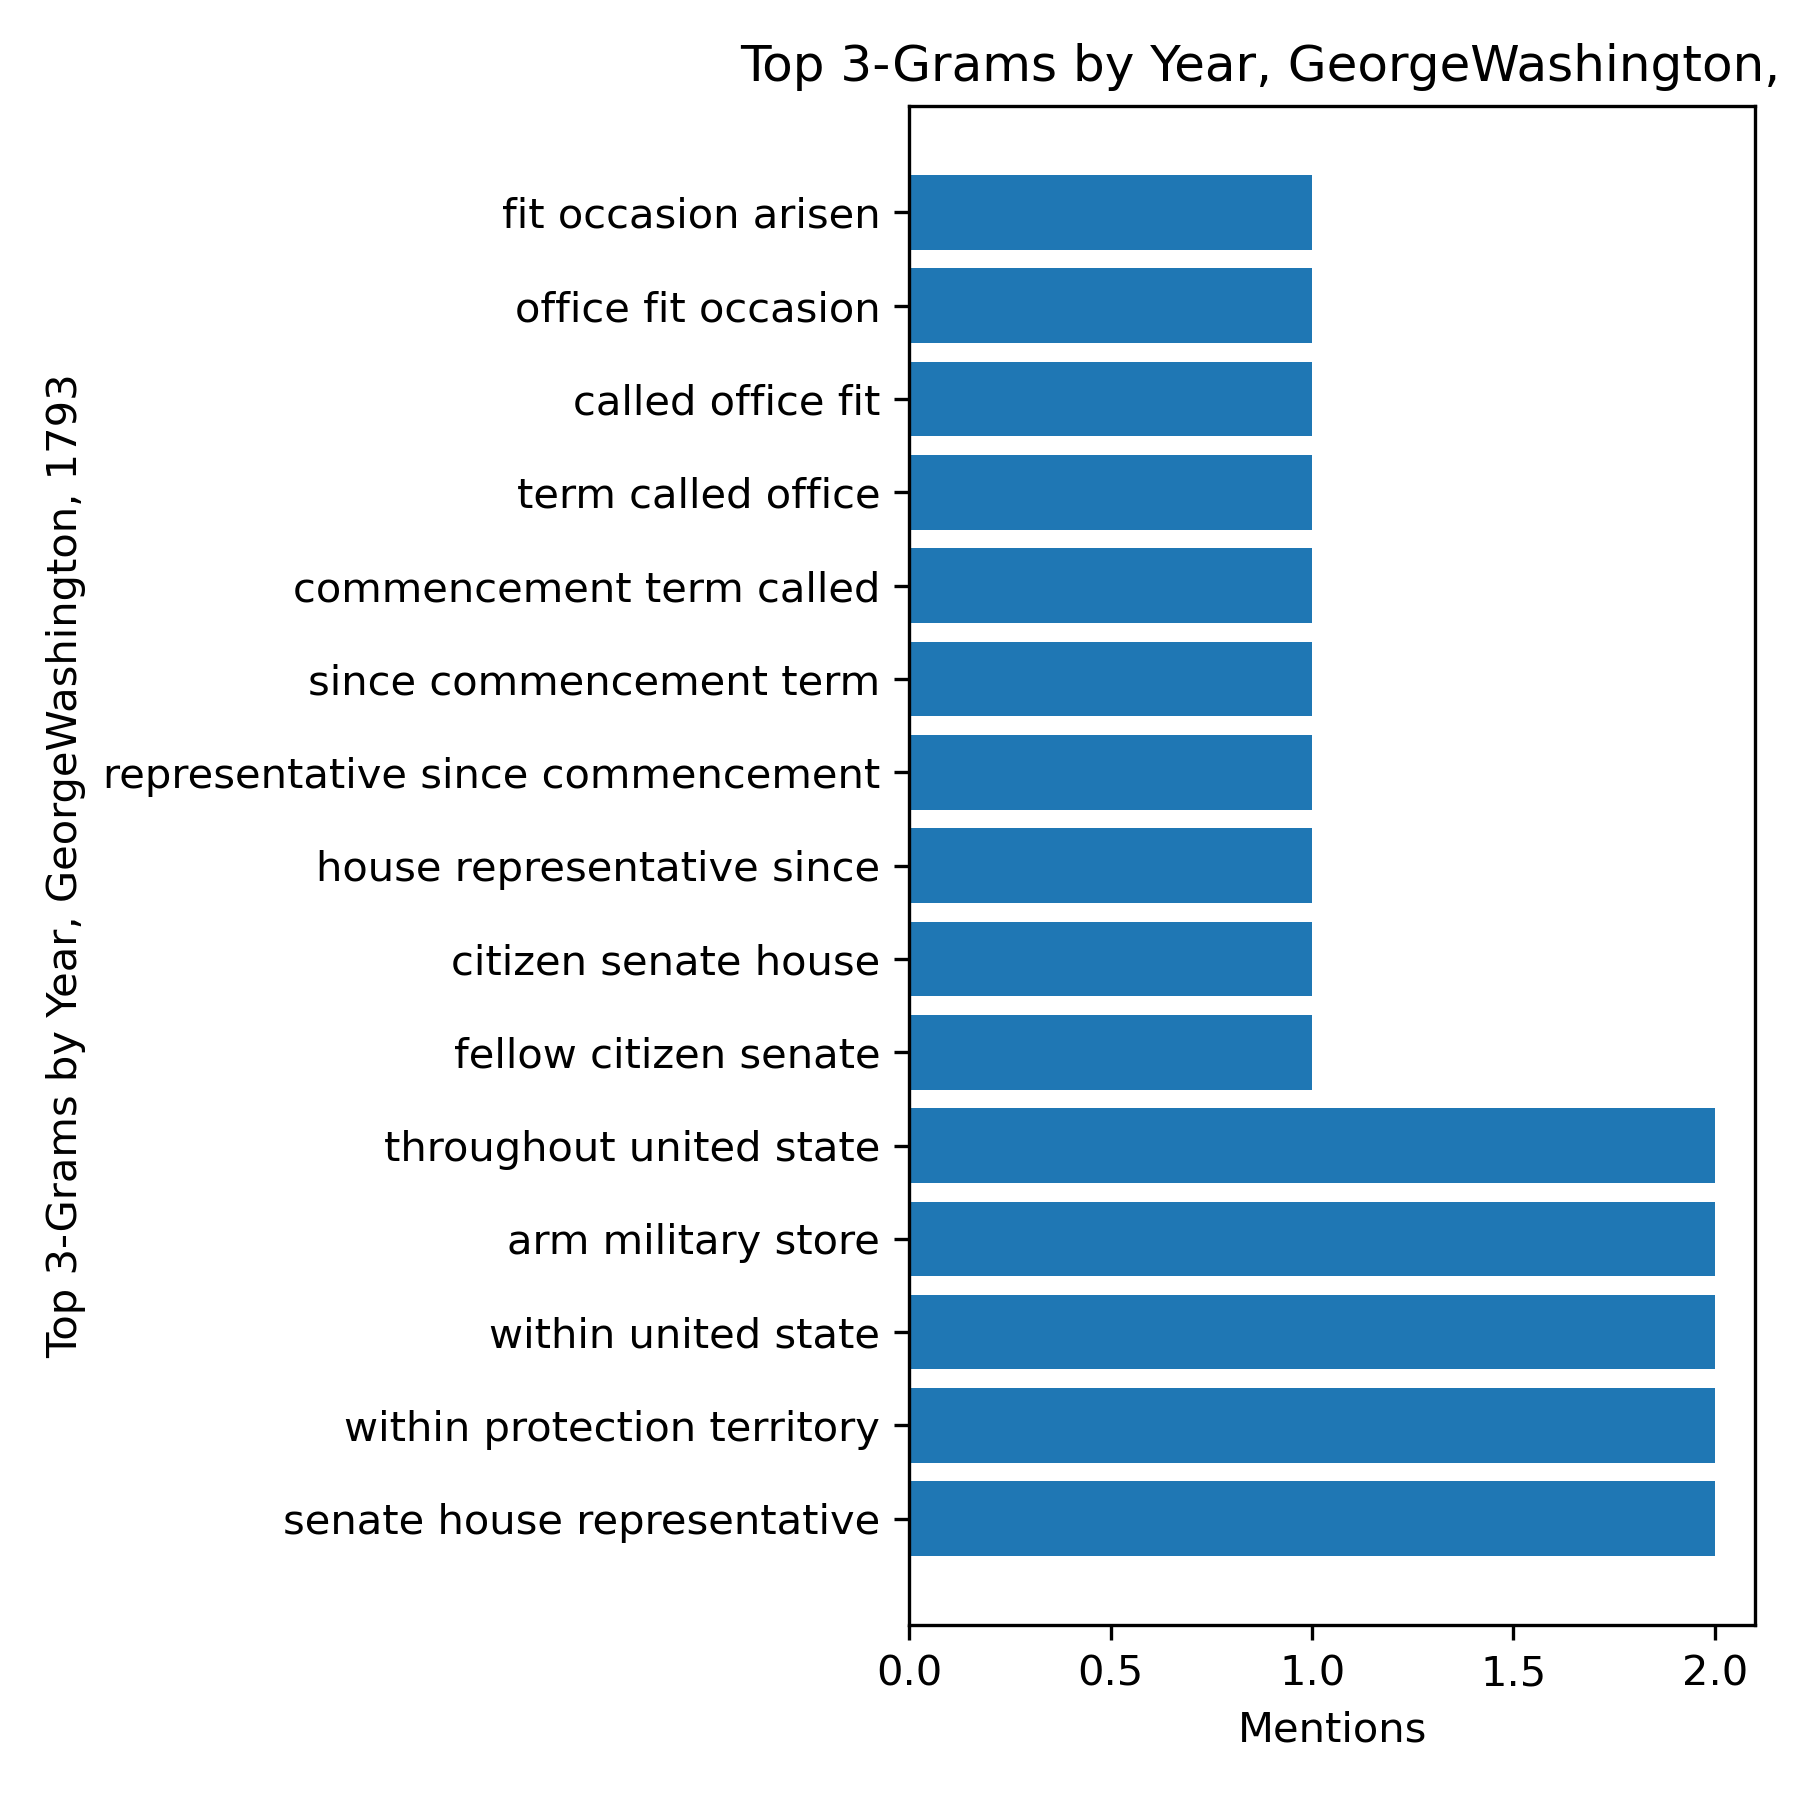 Top 3-Grams by Year, GeorgeWashington,
Top 3-Grams by Year, GeorgeWashington, 1793
fit occasion arisen
office fit occasion
called office fit
term called office
commencement term called
since commencement term
representative since commencement
house representative since
citizen senate house
fellow citizen senate
throughout united state
arm military store
within united state
within protection territory
senate house representative
0.0 0.5 1.0 1.5 2.0
Mentions